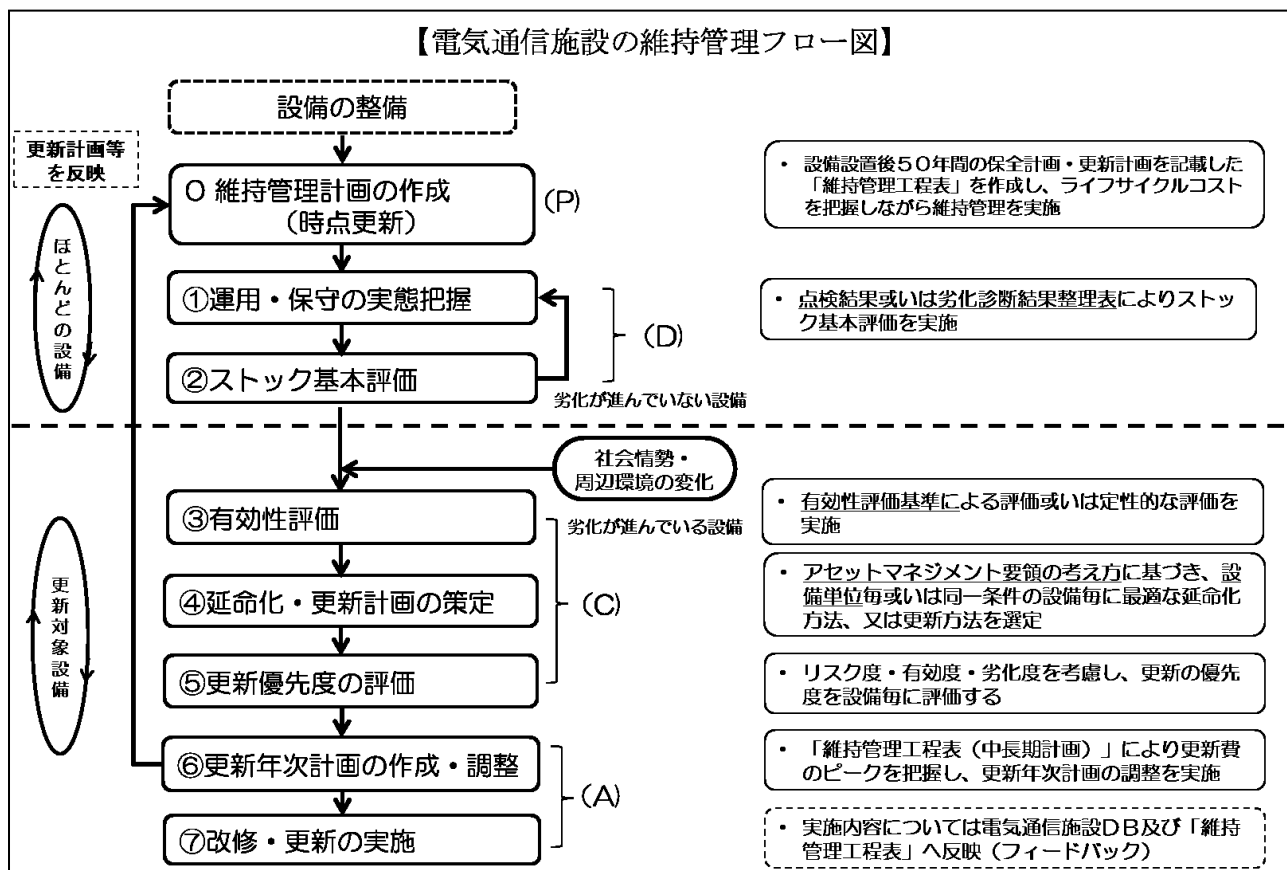 【電気通信施設の維持管理フロー図】
設備の整備
更新計画等
を反映
０ 維持管理計画の作成
（時点更新）
（Ｐ）
・ 設備設置後５０年間の保全計画・更新計画を記載した
「維持管理工程表」を作成し、ライフサイクルコスト
を把握しながら維持管理を実施
ほとんどの設備
①運用・保守の実態把握
②ストック基本評価
（Ｄ）
・ 点検結果或いは劣化診断結果整理表によりストッ
ク基本評価を実施
劣化が進んでいない設備
社会情勢・
周辺環境の変化
③有効性評価
劣化が進んでいる設備
・ 有効性評価基準による評価或いは定性的な評価を
実施
更新対象設備
④延命化・更新計画の策定
（Ｃ）
・ アセットマネジメント要領の考え方に基づき、設
備単位毎或いは同一条件の設備毎に最適な延命化
方法、又は更新方法を選定
⑤更新優先度の評価
・ リスク度・有効度・劣化度を考慮し、更新の優先
度を設備毎に評価する
⑥更新年次計画の作成・調整
（Ａ）
・ 「維持管理工程表（中長期計画）」により更新費
のピークを把握し、更新年次計画の調整を実施
⑦改修・更新の実施
・ 実施内容については電気通信施設ＤＢ及び「維持
管理工程表」へ反映（フィードバック）